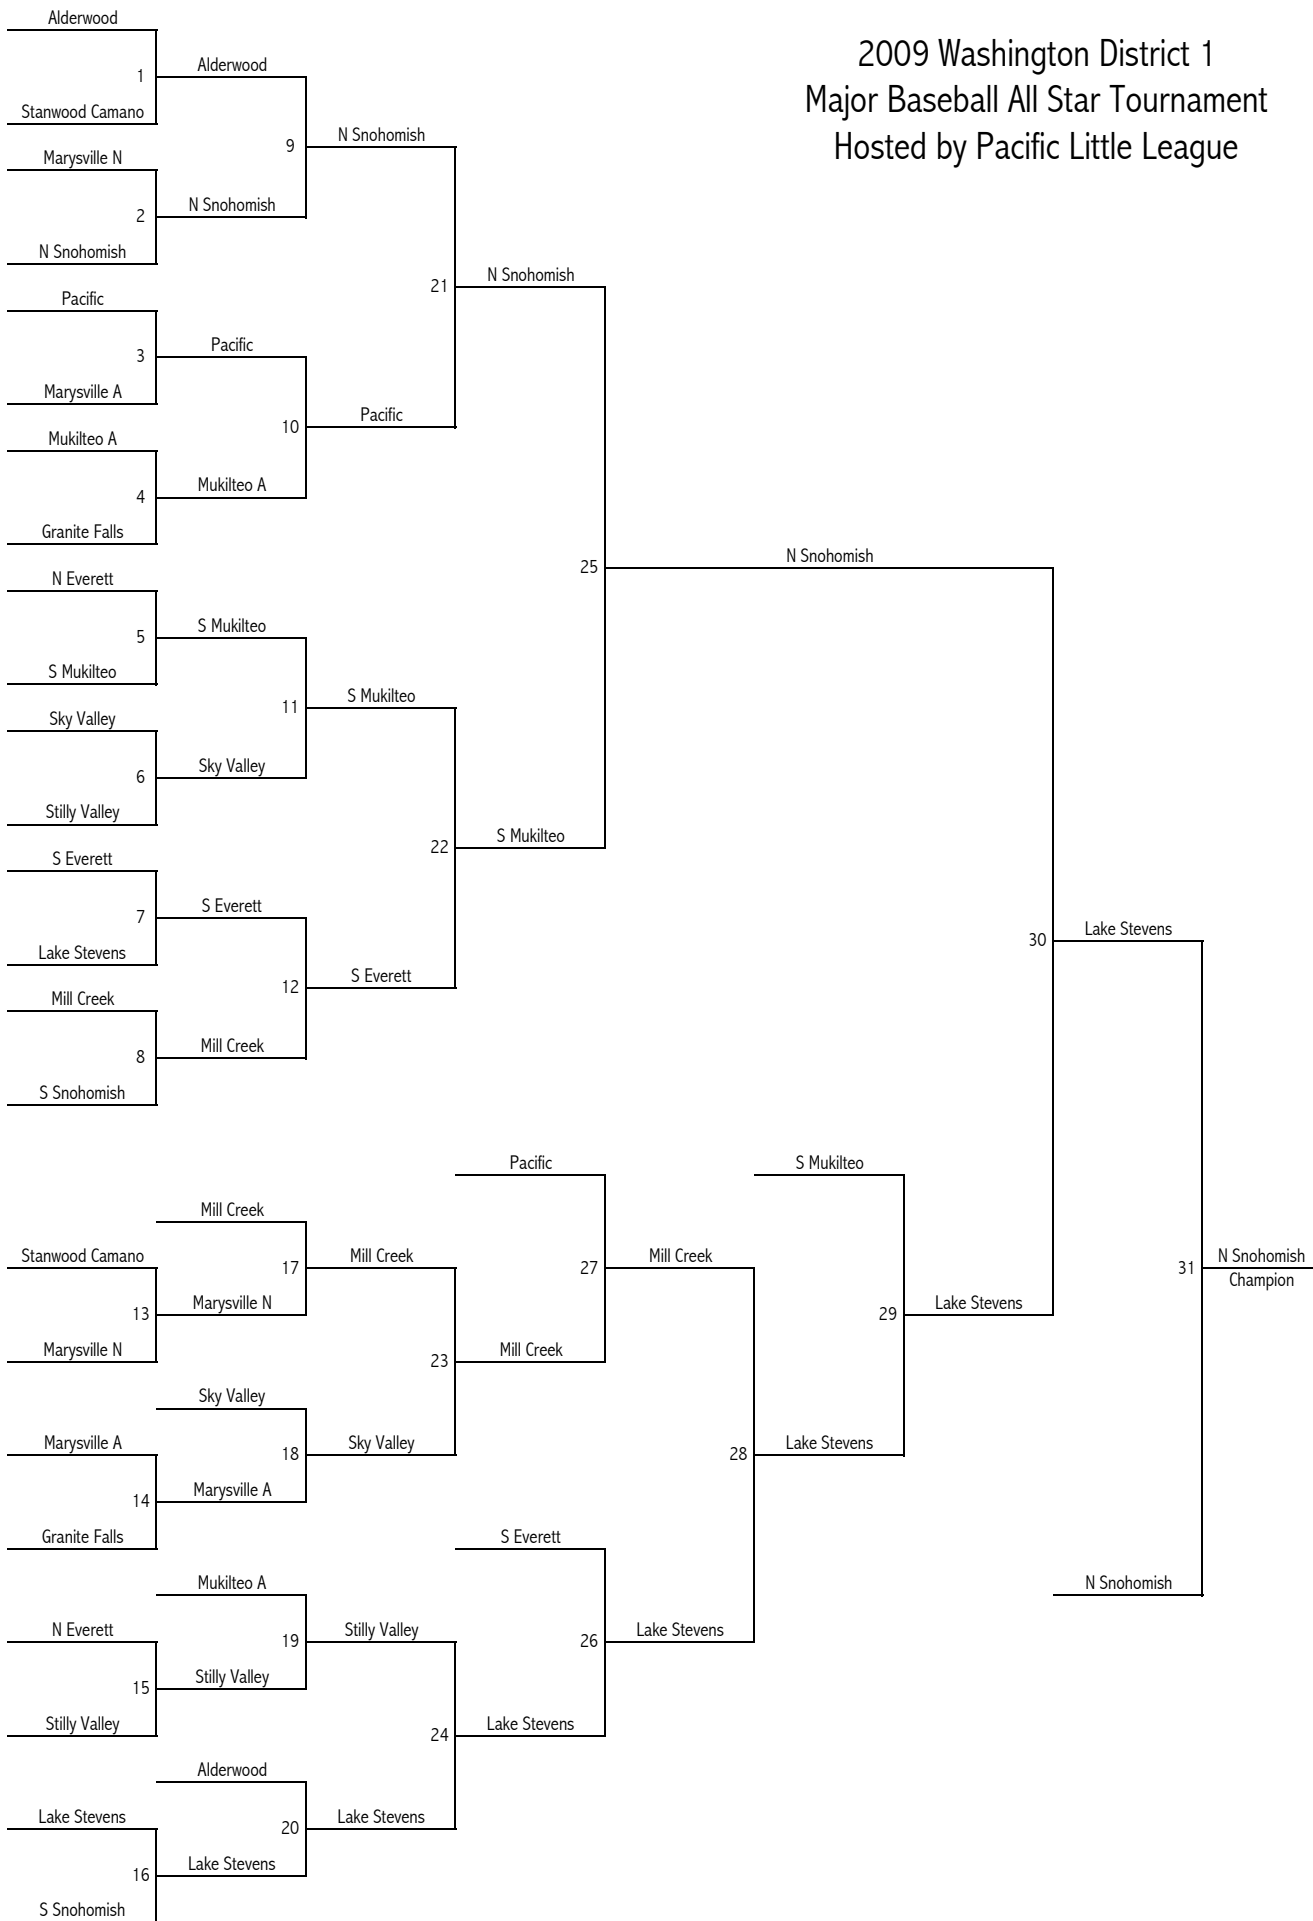 2009 Washington District 1
Major Baseball All Star Tournament
Hosted by Pacific Little League
Alderwood
1
Stanwood Camano
Alderwood
Marysville N
2
N Snohomish
N Snohomish
9
N Snohomish
Pacific
3
Marysville A
Pacific
Mukilteo A
4
Granite Falls
Mukilteo A
10
Pacific
21
N Snohomish
N Everett
5
S Mukilteo
S Mukilteo
Sky Valley
6
Stilly Valley
Sky Valley
11
S Mukilteo
S Everett
7
Lake Stevens
S Everett
Mill Creek
8
S Snohomish
Mill Creek
12
S Everett
22
S Mukilteo
25
N Snohomish
Mill Creek
Stanwood Camano
13
Marysville N
Marysville N
17
Mill Creek
Sky Valley
Marysville A
14
Granite Falls
Marysville A
18
Sky Valley
23
Mill Creek
Pacific
27
Mill Creek
Mukilteo A
N Everett
15
Stilly Valley
Stilly Valley
19
Stilly Valley
Alderwood
Lake Stevens
16
S Snohomish
Lake Stevens
20
Lake Stevens
24
Lake Stevens
S Everett
26
Lake Stevens
28
Lake Stevens
S Mukilteo
29
Lake Stevens
30
Lake Stevens
N Snohomish
31
N Snohomish
Champion